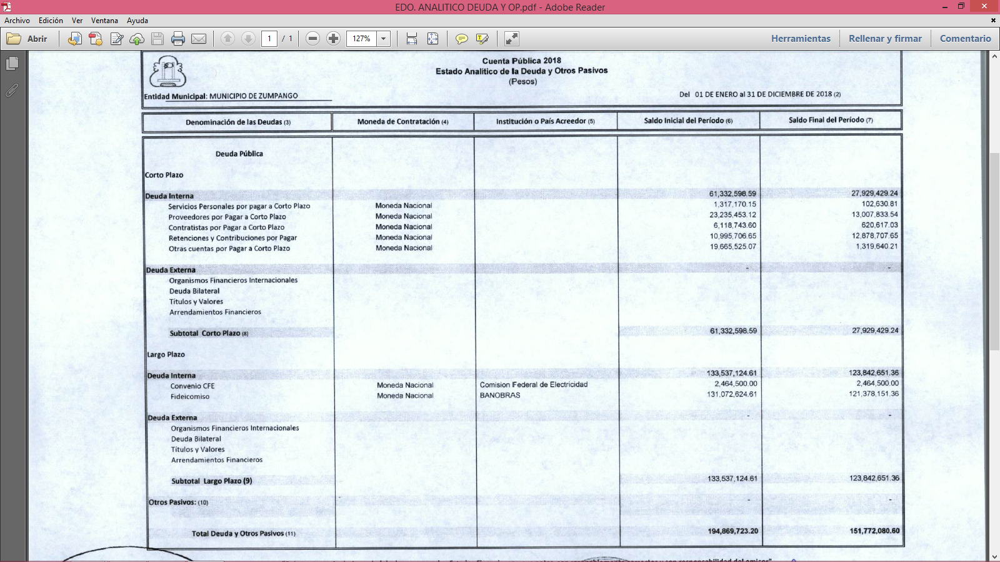 EDO. ANALITICO DEUDA Y OP.pdf - Adobe Reader
Archivo Edición Ver Ventana Ayuda
Abrir 1 / 1 127% Herramientas Rellenar y firmar Comentario
Cuenta Pública 2018
Estado Analítico de la Deuda y Otros Pasivos
(Pesos)
Entidad Municipal: MUNICIPIO DE ZUMPANGO Del 01 DE ENERO al 31 DE DICIEMBRE DE 2018 (2)
Denominación de las Deudas (3) Moneda de Contratación (4) Institución o País Acreedor (5) Saldo Inicial del Período (6) Saldo Final del Período (7)
Deuda Pública
Corto Plazo
Deuda Interna 61,332,598.59 27,929,429.24
Servicios Personales por pagar a Corto Plazo Moneda Nacional 1,317,170.15 102,630.81
Proveedores por Pagar a Corto Plazo Moneda Nacional 23,235,453.12 13,007,833.54
Contratistas por Pagar a Corto Plazo Moneda Nacional 6,118,743.60 620,617.03
Retenciones y Contribuciones por Pagar Moneda Nacional 10,995,706.65 12,878,707.65
Otras cuentas por Pagar a Corto Plazo Moneda Nacional 19,665,525.07 1,319,640.21
Deuda Externa - -
Organismos Financieros Internacionales
Deuda Bilateral
Títulos y Valores
Arrendamientos Financieros
Subtotal Corto Plazo (8) 61,332,598.59 27,929,429.24
Largo Plazo
Deuda Interna 133,537,124.61 123,842,651.36
Convenio CFE Moneda Nacional Comision Federal de Electricidad 2,464,500.00 2,464,500.00
Fideicomiso Moneda Nacional BANOBRAS 131,072,624.61 121,378,151.36
Deuda Externa - -
Organismos Financieros Internacionales
Deuda Bilateral
Títulos y Valores
Arrendamientos Financieros
Subtotal Largo Plazo (9) 133,537,124.61 123,842,651.36
Otros Pasivos: (10) - -
Total Deuda y Otros Pasivos (11) 194,869,723.20 151,772,080.60